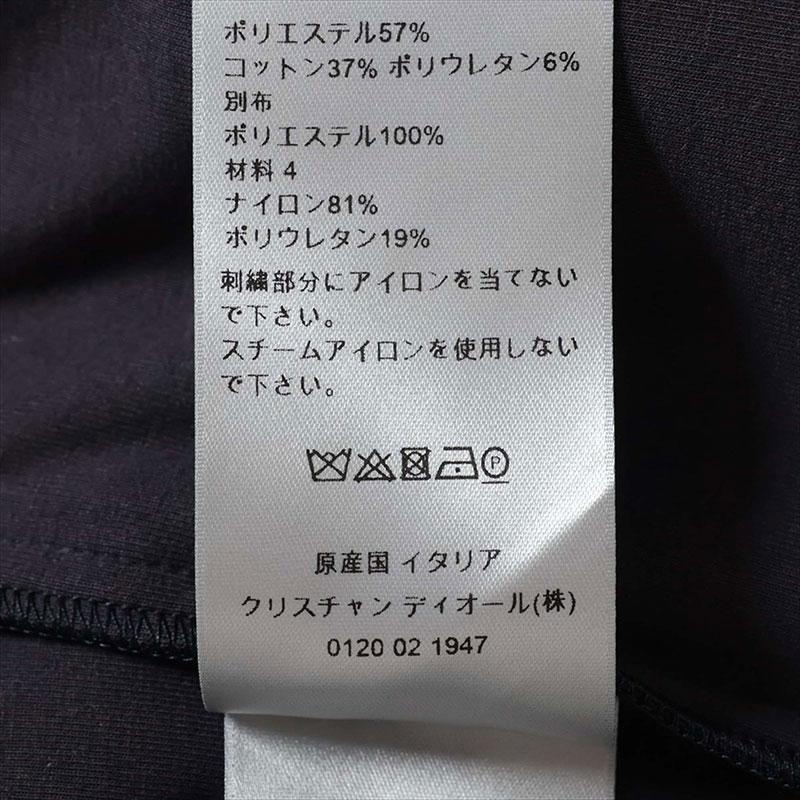 ポリエステル57%
コットン37% ポリウレタン6%
別布
ポリエステル100%
材料 4
ナイロン81%
ポリウレタン19%
刺繍部分にアイロンを当てない
で下さい。
スチームアイロンを使用しない
で下さい。
P
原産国 イタリア
クリスチャン ディオール(株)
0120 02 1947